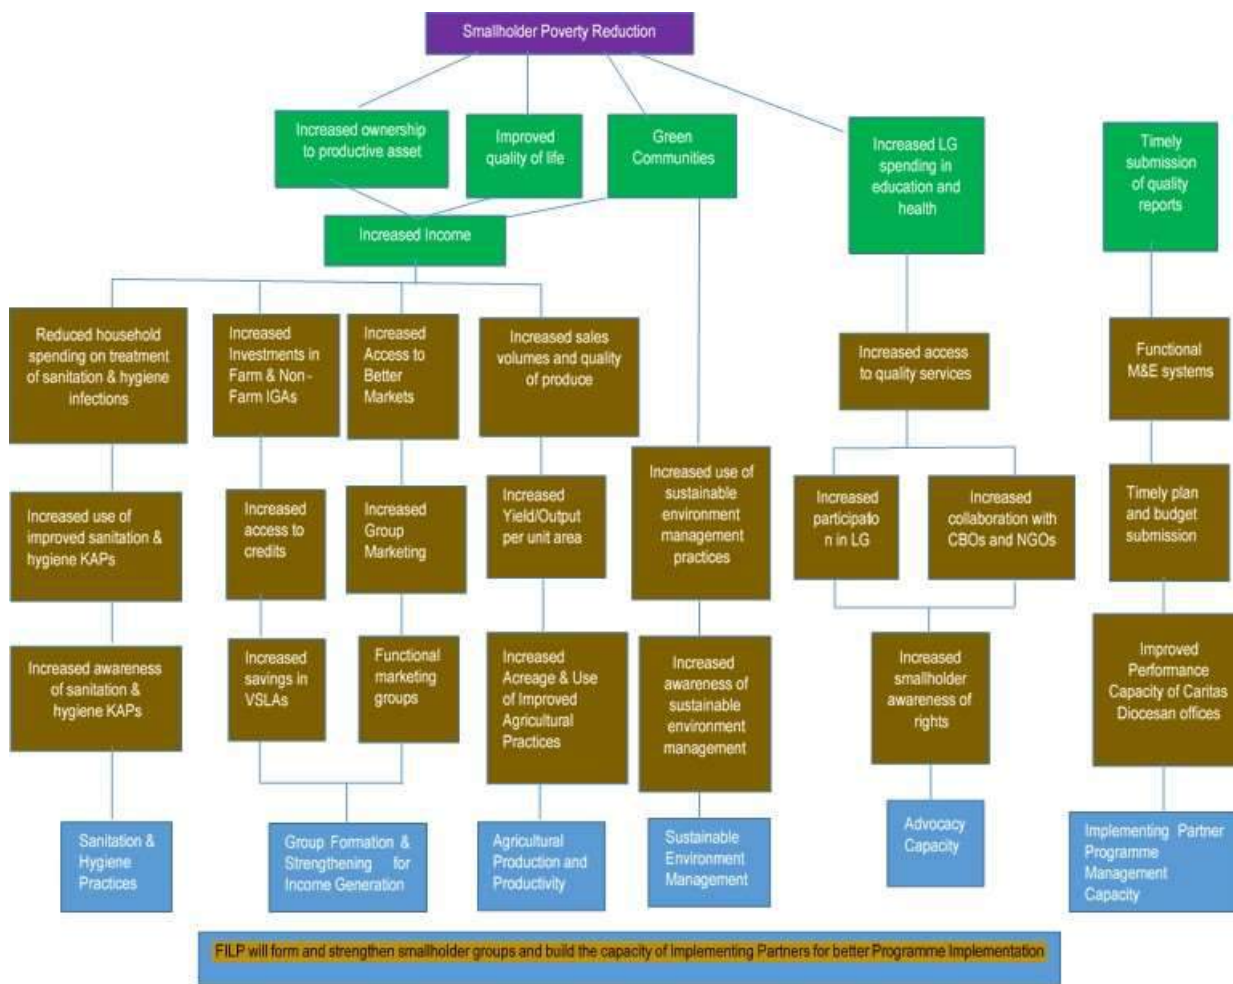 Smallholder Poverty Reduction
Increased ownership
to productive asset
Improved
quality of life
Green
Communities
Increased LG
spending in
education and
health
Timely
submission
of quality
reports
Increased Income
Reduced household
spending on treatment
of sanitation & hygiene
infections
Increased
Investments in
Farm & Non -
Farm IGAs
Increased
Access to
Better
Markets
Increased sales
volumes and quality
of produce
Increased access
to quality services
Functional
M&E systems
Increased use of
improved sanitation &
hygiene KAPs
Increased
access to
credits
Increased
Group
Marketing
Increased
Yield/Output
per unit area
Increased use of
sustainable
environment
management
practices
Increased
participato
n in LG
Increased
collaboration with
CBOs and NGOs
Timely plan
and budget
submission
Increased awareness
of sanitation &
hygiene KAPs
Increased
savings in
VSLAs
Functional
marketing
groups
Increased
Acreage & Use
of Improved
Agricultural
Practices
Increased
awareness of
sustainable
environment
management
Increased
smallholder
awareness of
rights
Improved
Performance
Capacity of Caritas
Diocesan offices
Sanitation &
Hygiene
Practices
Group Formation &
Strengthening for
Income Generation
Agricultural
Production and
Productivity
Sustainable
Environment
Management
Advocacy
Capacity
Implementing Partner
Programme
Management
Capacity
FILP will form and strengthen smallholder groups and build the capacity of Implementing Partners for better Programme Implementation